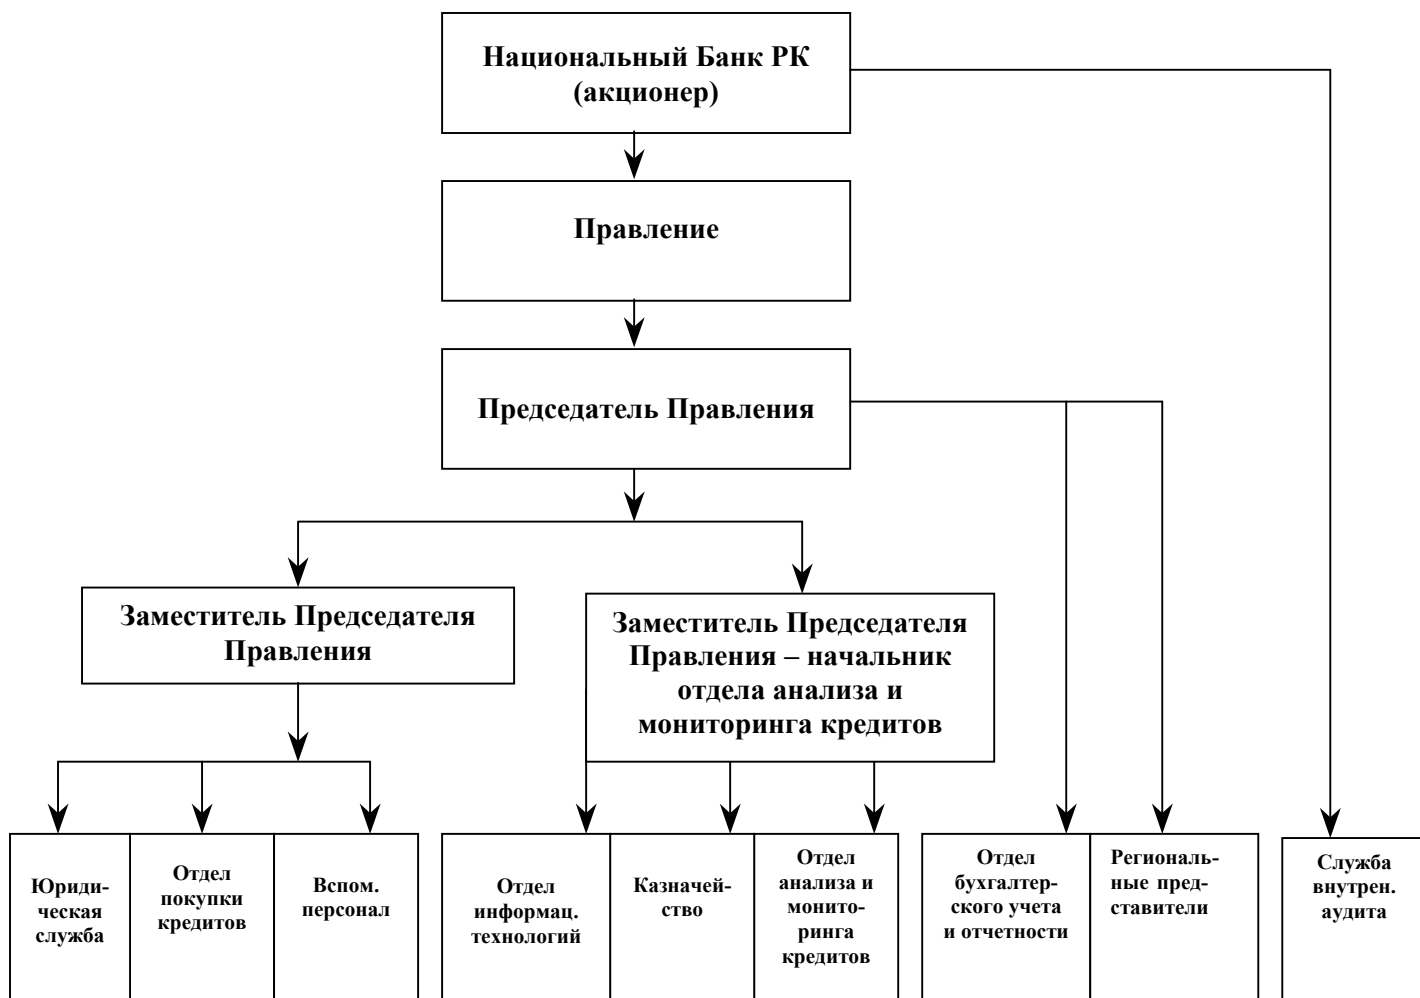 Национальный Банк РК
(акционер)
Правление
Председатель Правления
Заместитель Председателя
Правления
Заместитель Председателя
Правления – начальник
отдела анализа и
мониторинга кредитов
Юриди-
ческая
служба
Отдел
покупки
кредитов
Вспом.
персонал
Отдел
информац.
технологий
Казначей-
ство
Отдел
анализа и
монито-
ринга
кредитов
Отдел
бухгалтер-
ского учета
и отчетности
Региональ-
ные пред-
ставители
Служба
внутрен.
аудита